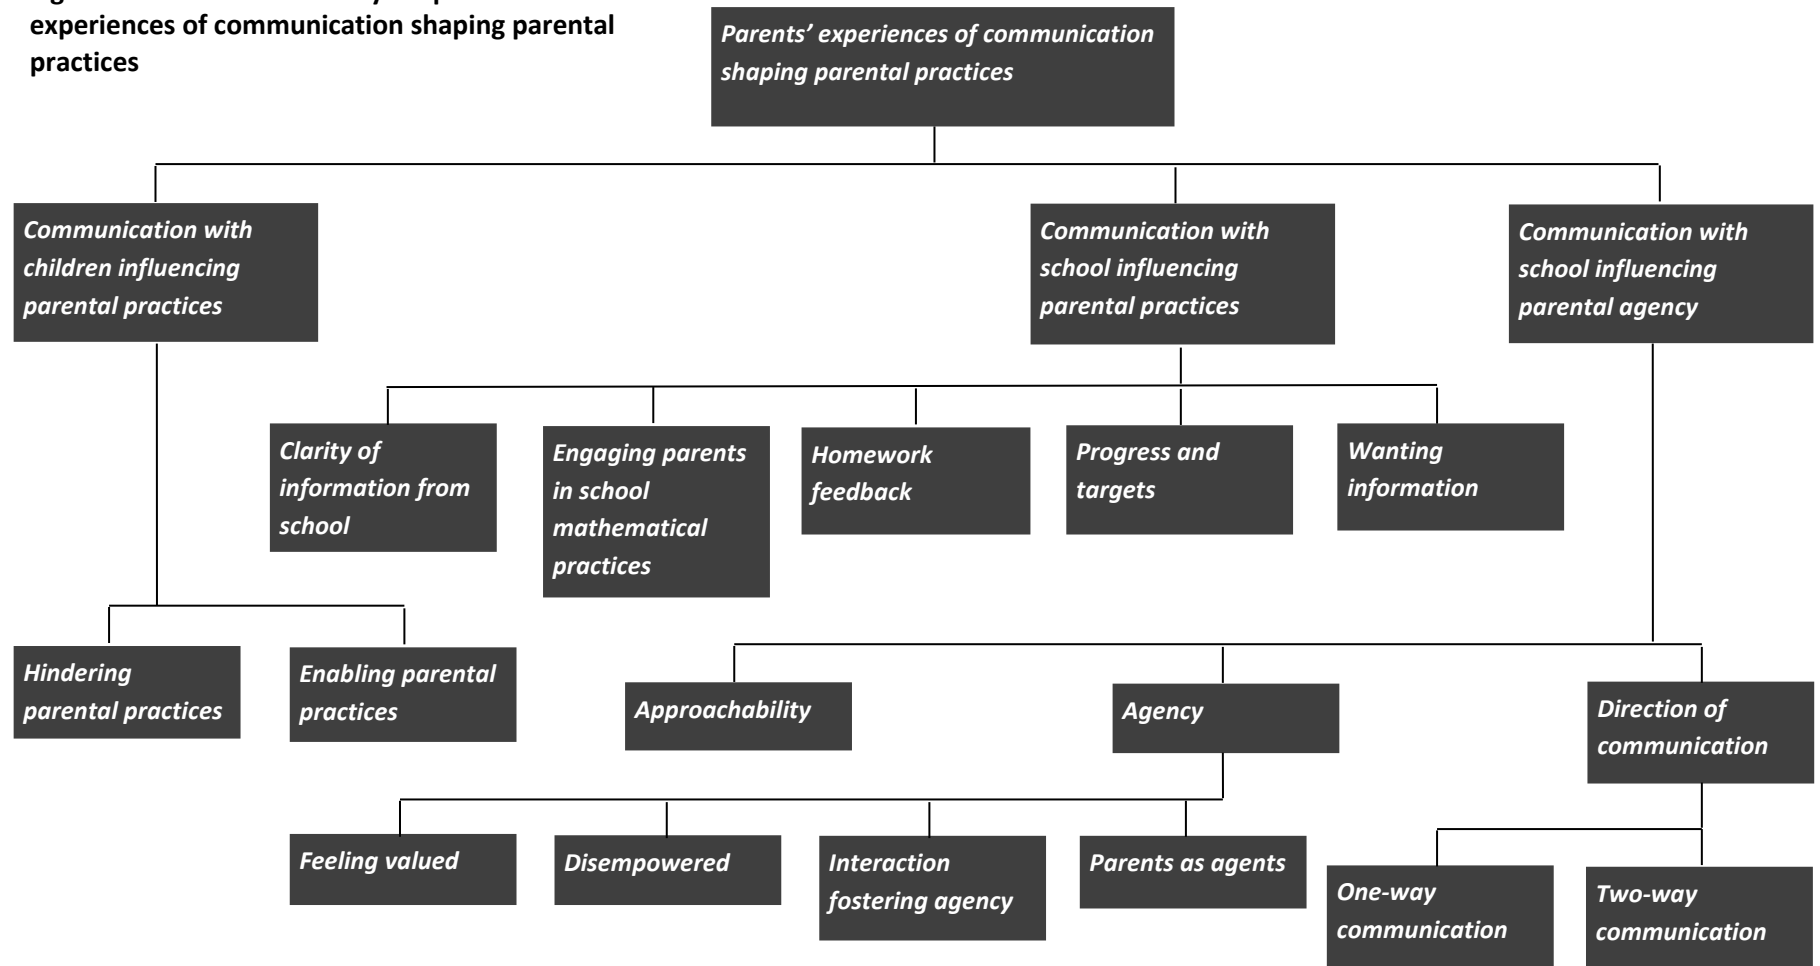 experiences of communication shaping parental
practices
Parents’ experiences of communication
shaping parental practices
Communication with
children influencing
parental practices
Communication with
school influencing
parental practices
Communication with
school influencing
parental agency
Clarity of
information from
school
Engaging parents
in school
mathematical
practices
Homework
feedback
Progress and
targets
Wanting
information
Hindering
parental practices
Enabling parental
practices
Approachability
Agency
Direction of
communication
Feeling valued
Disempowered
Interaction
fostering agency
Parents as agents
One-way
communication
Two-way
communication